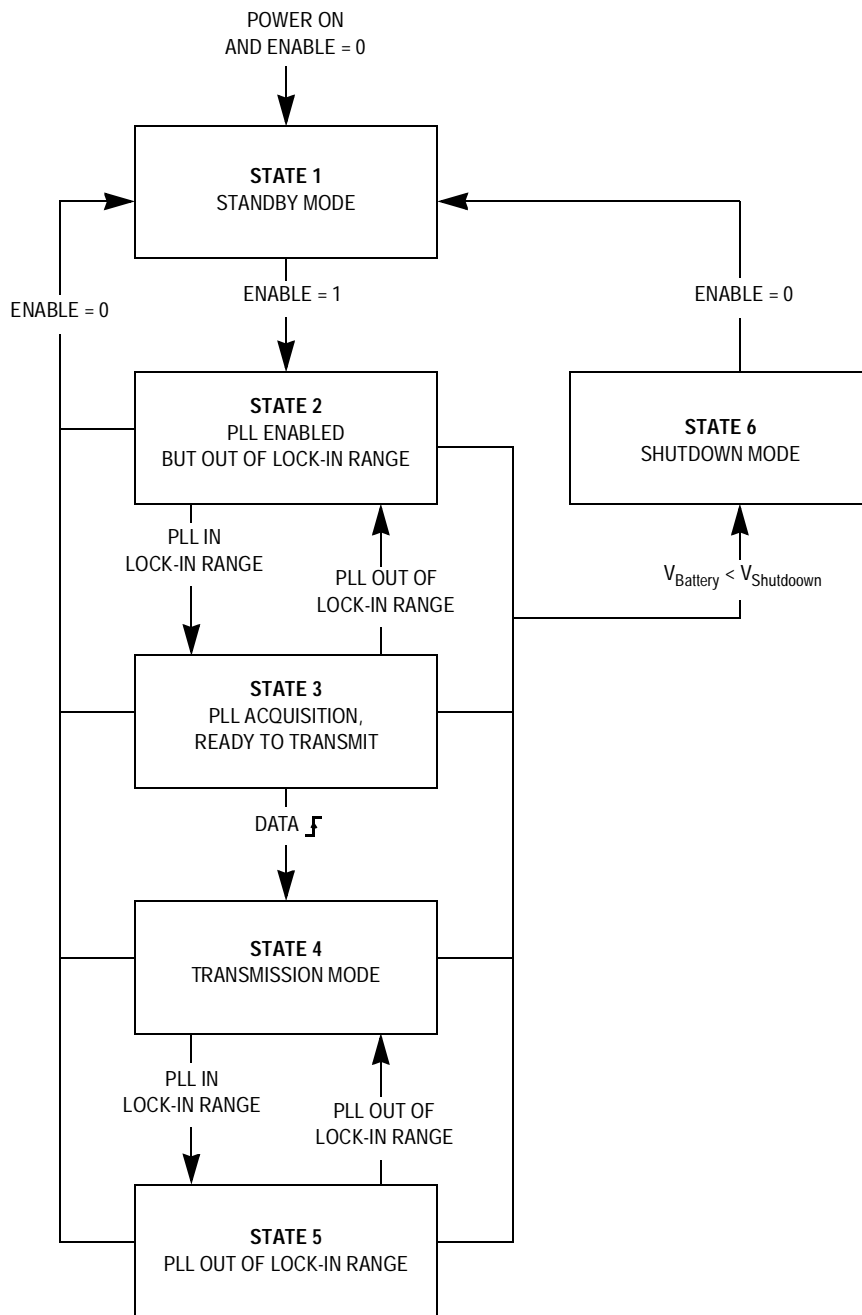 POWER ON
AND ENABLE = 0
STATE 1
STANDBY MODE
ENABLE = 1
ENABLE = 0
ENABLE = 0
STATE 2
PLL ENABLED
BUT OUT OF LOCK-IN RANGE
STATE 6
SHUTDOWN MODE
PLL IN
LOCK-IN RANGE
PLL OUT OF
LOCK-IN RANGE
VBattery < VShutdoown
STATE 3
PLL ACQUISITION,
READY TO TRANSMIT
DATA
STATE 4
TRANSMISSION MODE
PLL IN
LOCK-IN RANGE
PLL OUT OF
LOCK-IN RANGE
STATE 5
PLL OUT OF LOCK-IN RANGE